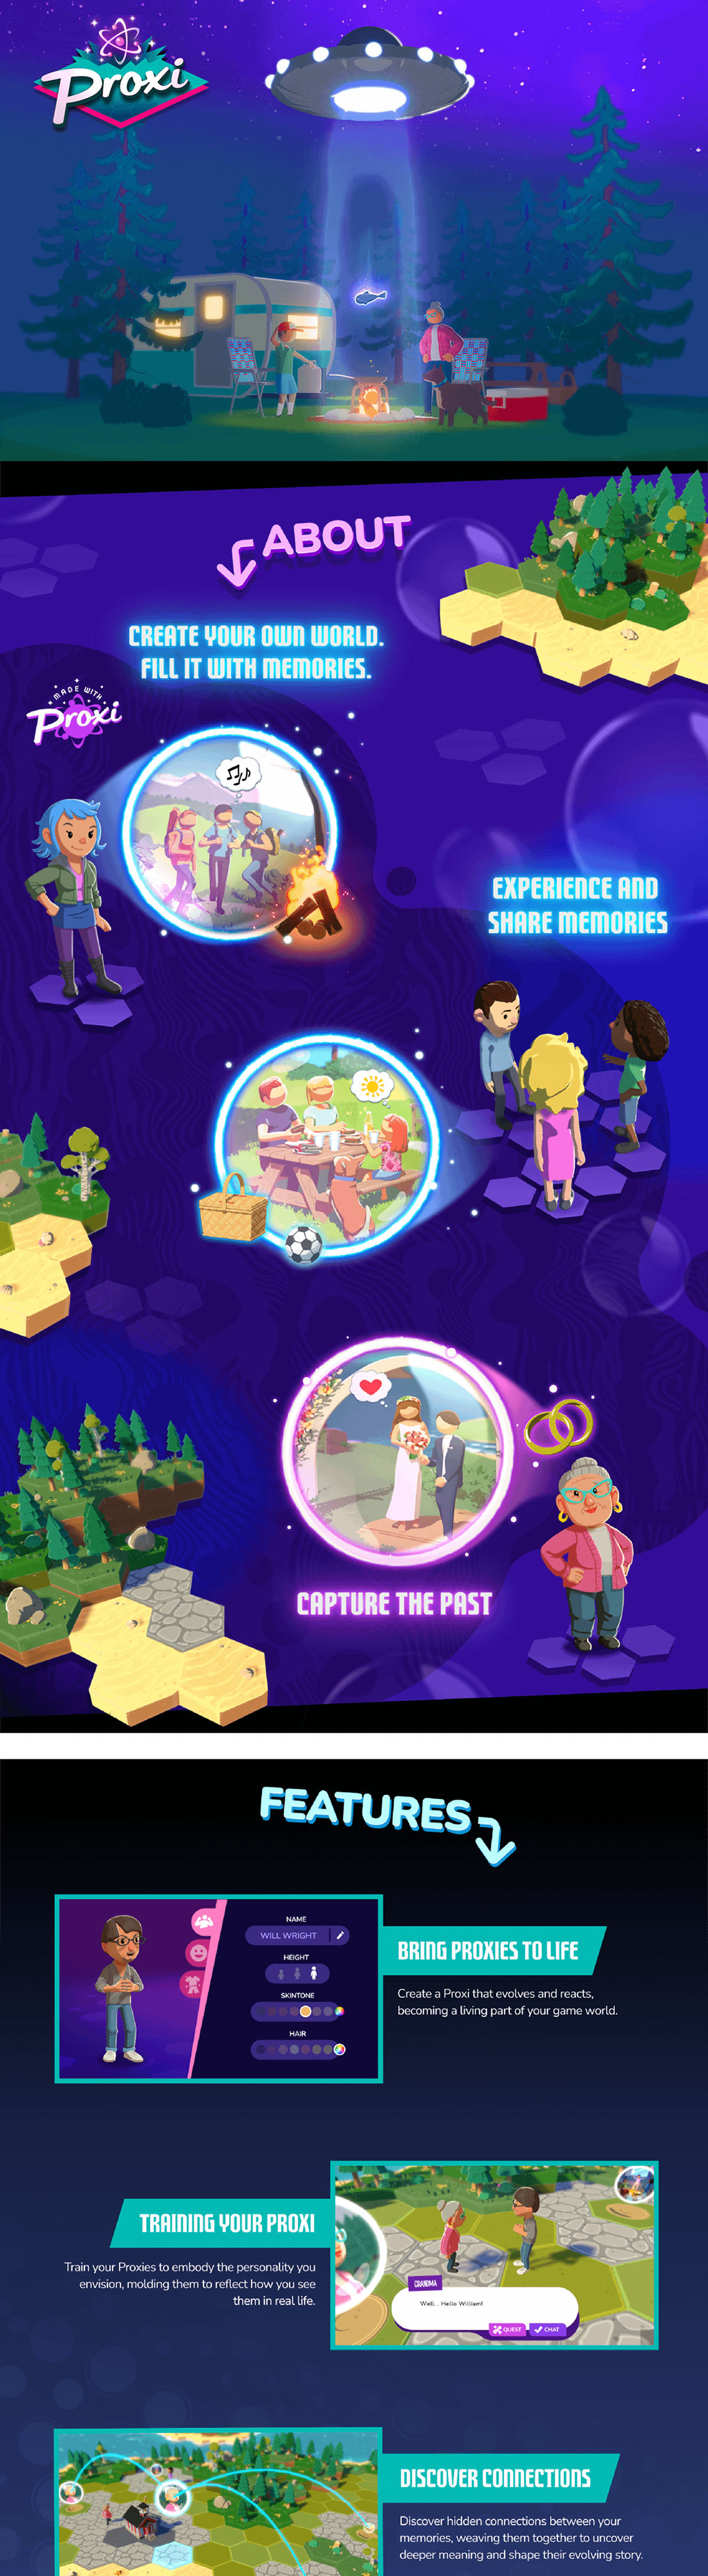 Proxi
ABOUT
CREATE YOUR OWN WORLD.
FILL IT WITH MEMORIES.
MADE WITH
Proxi
EXPERIENCE AND
SHARE MEMORIES
CAPTURE THE PAST
FEATURES
NAME
WILL WRIGHT
HEIGHT
SKINTONE
HAIR
BRING PROXIES TO LIFE
Create a Proxi that evolves and reacts,
becoming a living part of your game world.
TRAINING YOUR PROXI
Train your Proxies to embody the personality you
envision, molding them to reflect how you see
them in real life.
GRANDMA
Well... Hello William!
QUEST
CHAT
DISCOVER CONNECTIONS
Discover hidden connections between your
memories, weaving them together to uncover
deeper meaning and shape their evolving story.